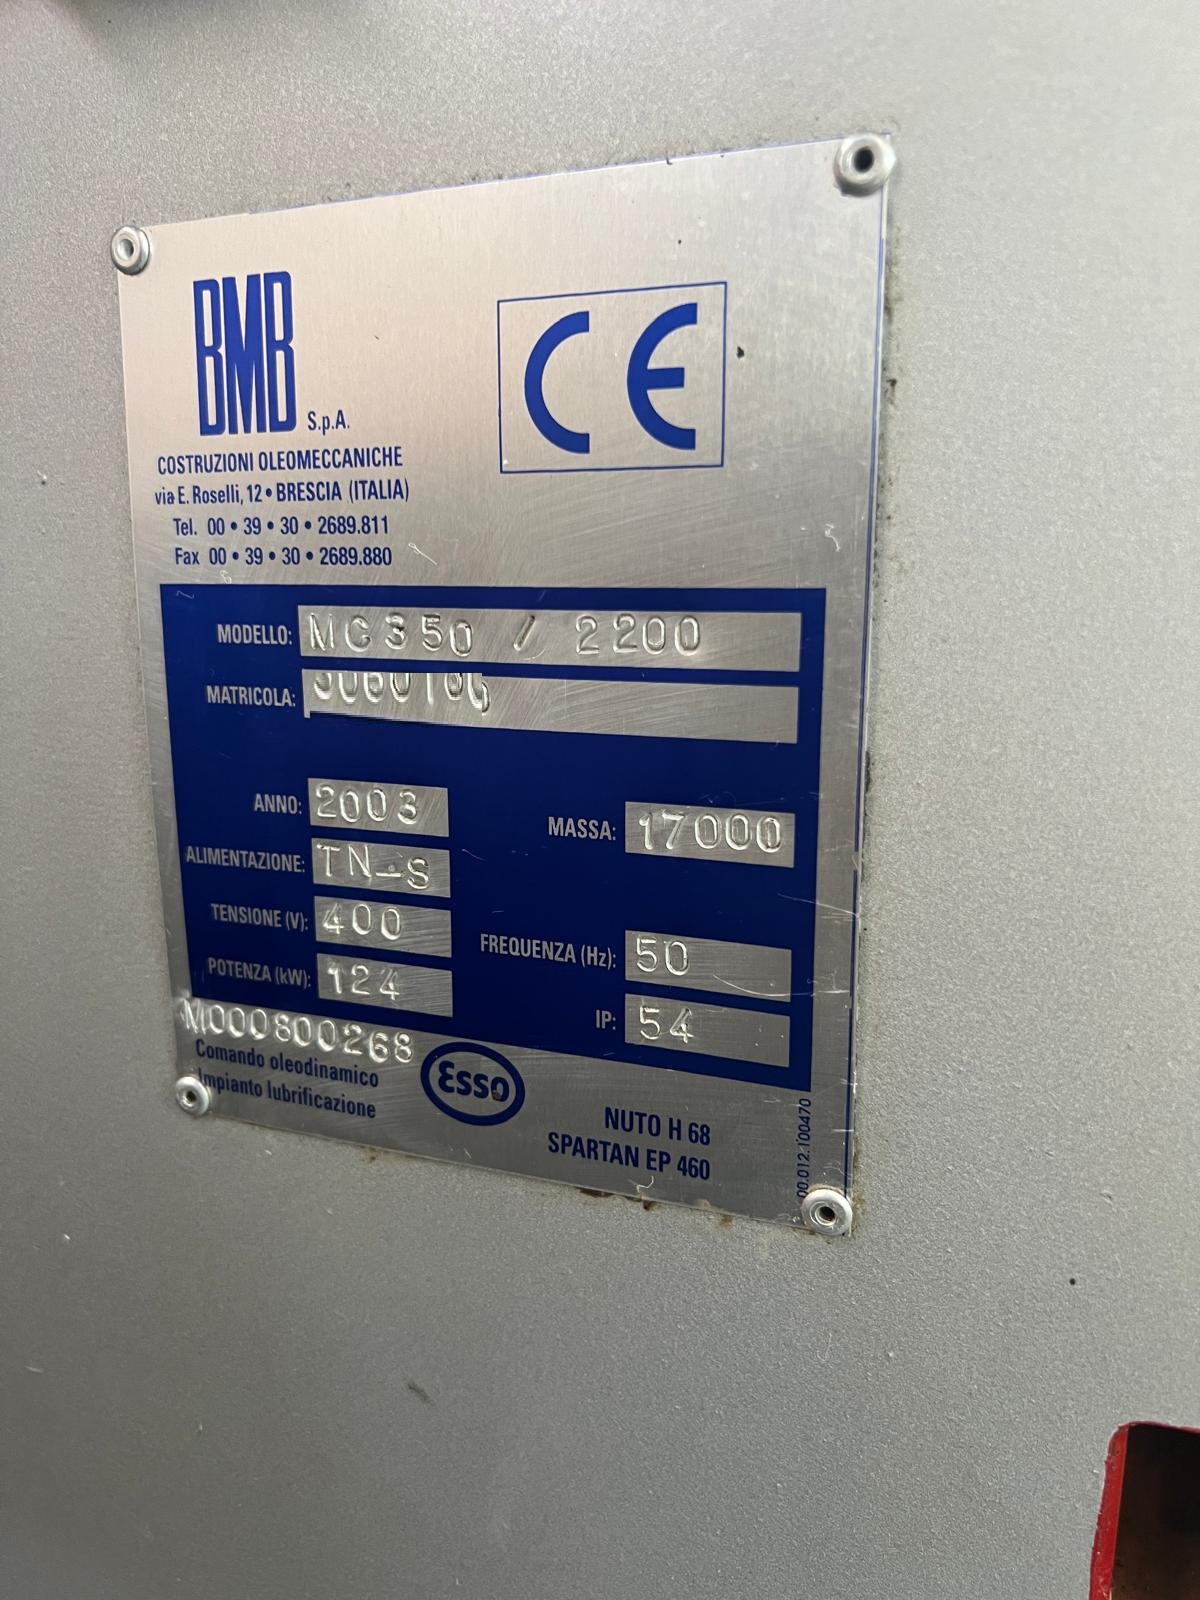 BMB S.p.A.
COSTRUZIONI OLEOMECCANICHE
via E. Roselli, 12 • BRESCIA (ITALIA)
Tel. 00 • 39 • 30 • 2689.811
Fax 00 • 39 • 30 • 2689.880
CE
MODELLO: MC350 / 2200
MATRICOLA:
ANNO: 2003
MASSA: 17000
ALIMENTAZIONE: TN-S
TENSIONE (V): 400
FREQUENZA (Hz): 50
POTENZA (kW): 124
IP: 54
M000800268
Comando oleodinamico
Impianto lubrificazione
Esso
NUTO H 68
SPARTAN EP 460
00.012.100470